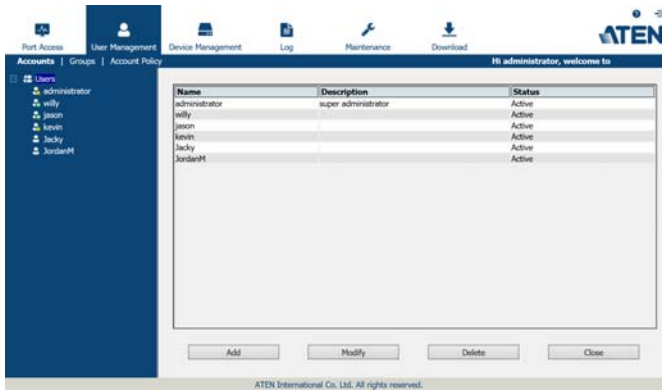 ATEN
Port Access
User Management
Device Management
Log
Maintenance
Download
Accounts | Groups | Account Policy
Hi administrator, welcome to
Users
administrator
willy
jason
kevin
Jacky
JordanM
Name Description Status
administrator super administrator Active
willy Active
jason Active
kevin Active
Jacky Active
JordanM Active
Add Modify Delete Close
ATEN International Co. Ltd. All rights reserved.